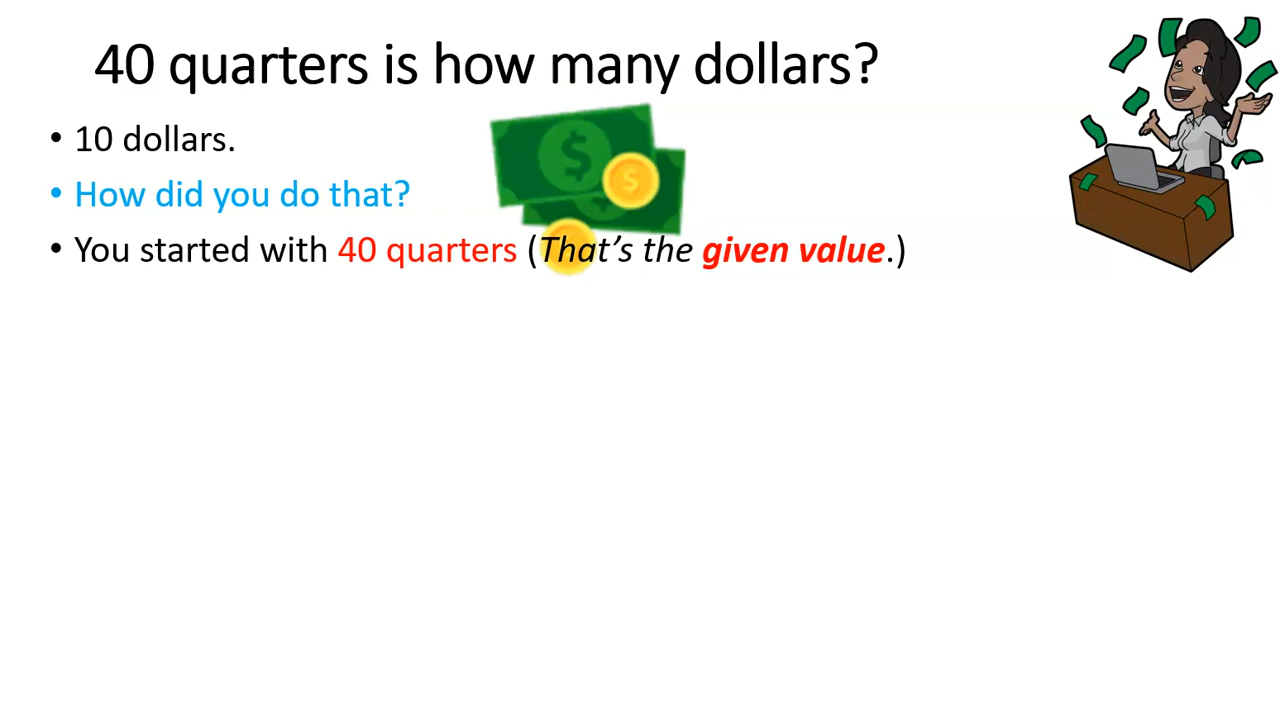 40 quarters is how many dollars?
• 10 dollars.
• How did you do that?
• You started with 40 quarters (That’s the given value.)